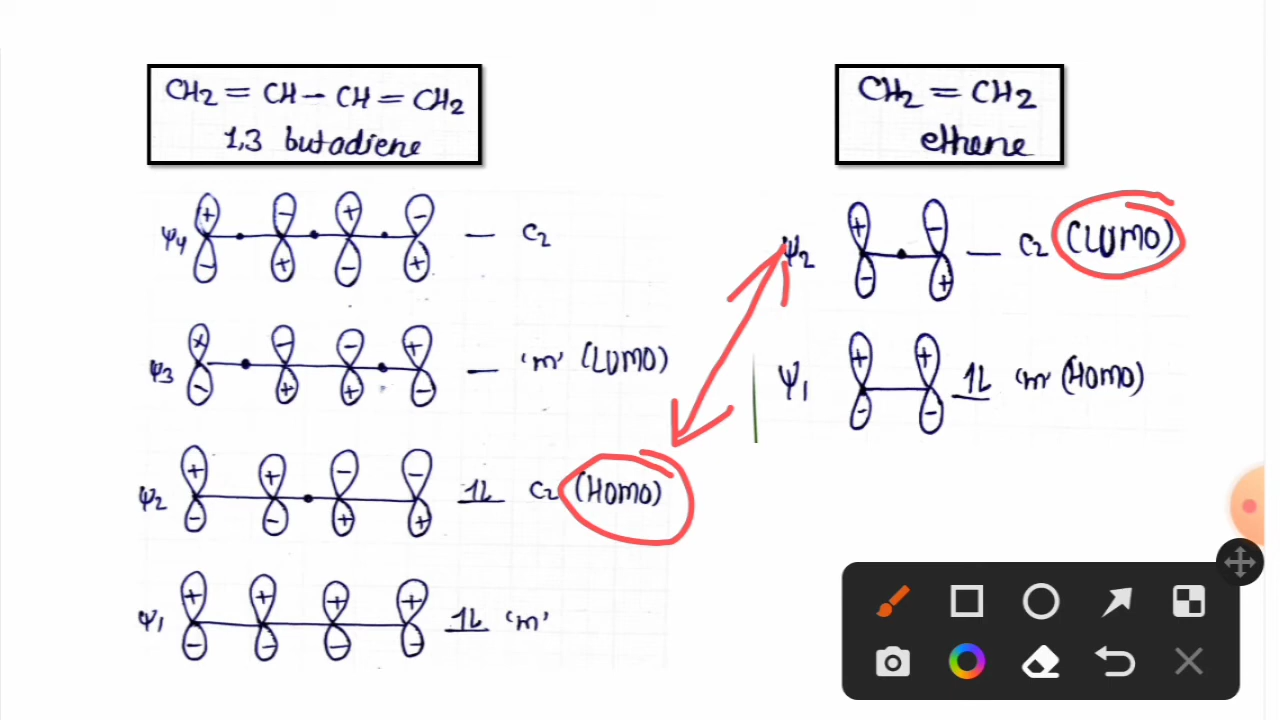 CH2 = CH - CH = CH2
1,3 butadiene
ψ4 + - + - - + - + C2
ψ3 + - - + - + + - 'm' (LUMO)
ψ2 + + - - - - + + 1L C2 (HOMO)
ψ1 + + + + - - - - 1L 'm'
CH2 = CH2
ethene
ψ2 + - - + C2 (LUMO)
ψ1 + + - - 1L 'm' (HOMO)